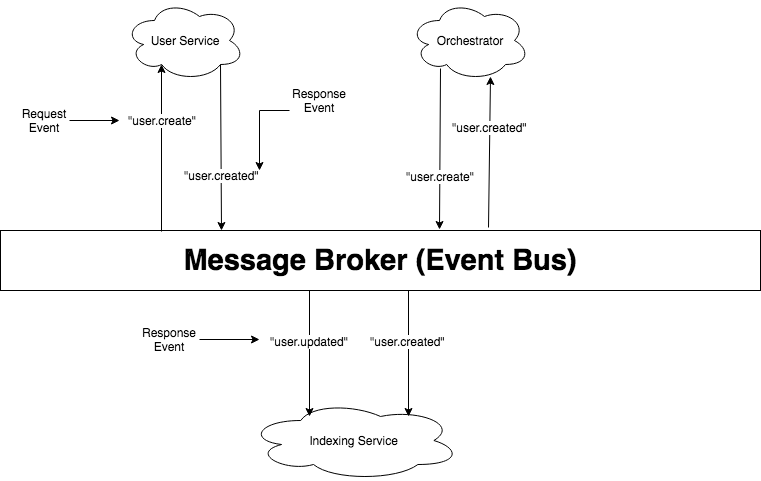 User Service
Orchestrator
Response
Event
Request
Event
"user.create"
"user.created"
"user.created"
"user.create"
Message Broker (Event Bus)
Response
Event
"user.updated"
"user.created"
Indexing Service